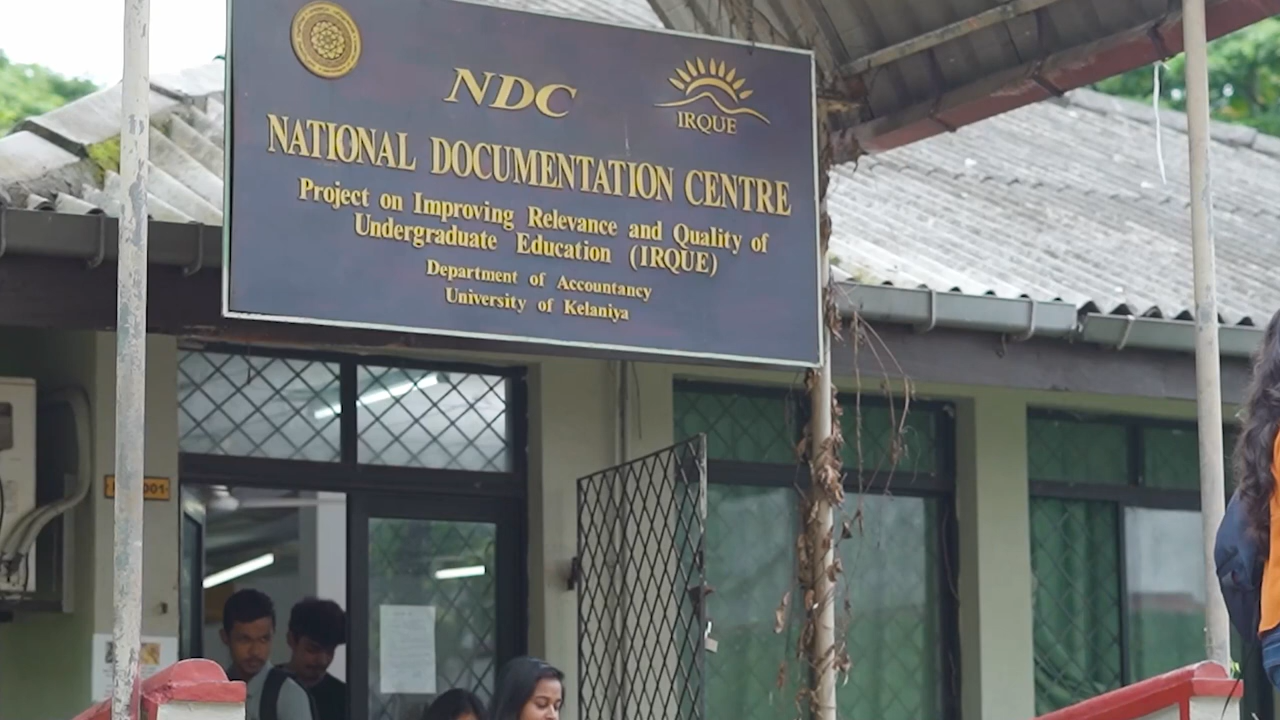 NDC
IRQUE
NATIONAL DOCUMENTATION CENTRE
Project on Improving Relevance and Quality of
Undergraduate Education (IRQUE)
Department of Accountancy
University of Kelaniya